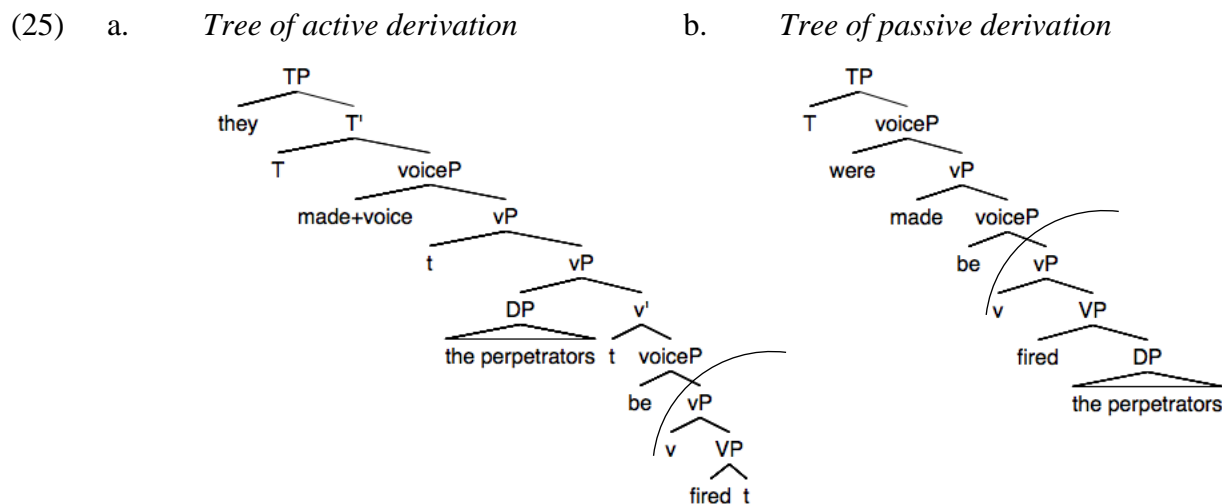 (25) a. Tree of active derivation b. Tree of passive derivation
TP TP
they T' T voiceP
T voiceP were vP
made+voice vP made voiceP
t vP be vP
DP v' v VP
the perpetrators t voiceP fired DP
be vP the perpetrators
v VP
fired t